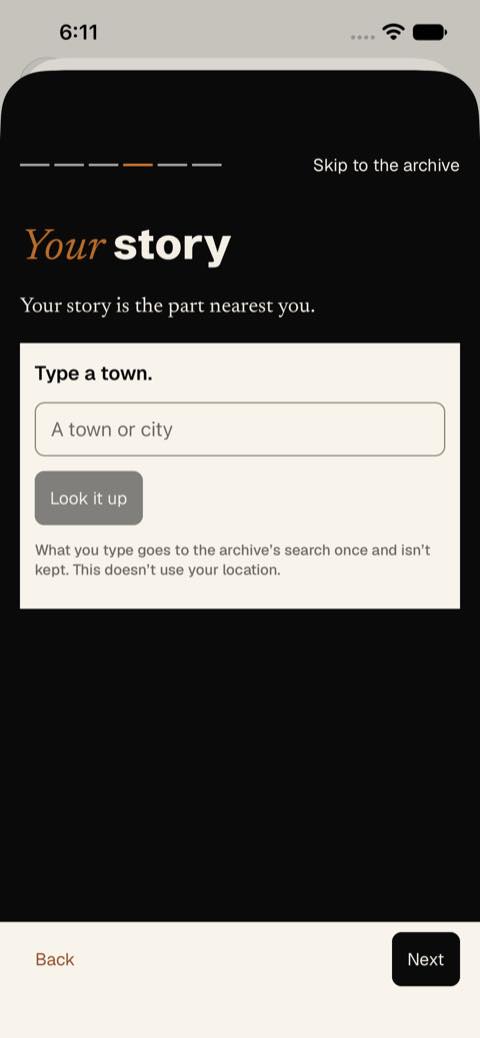 6:11
Skip to the archive
Your story
Your story is the part nearest you.
Type a town.
A town or city
Look it up
What you type goes to the archive’s search once and isn’t
kept. This doesn’t use your location.
Back
Next